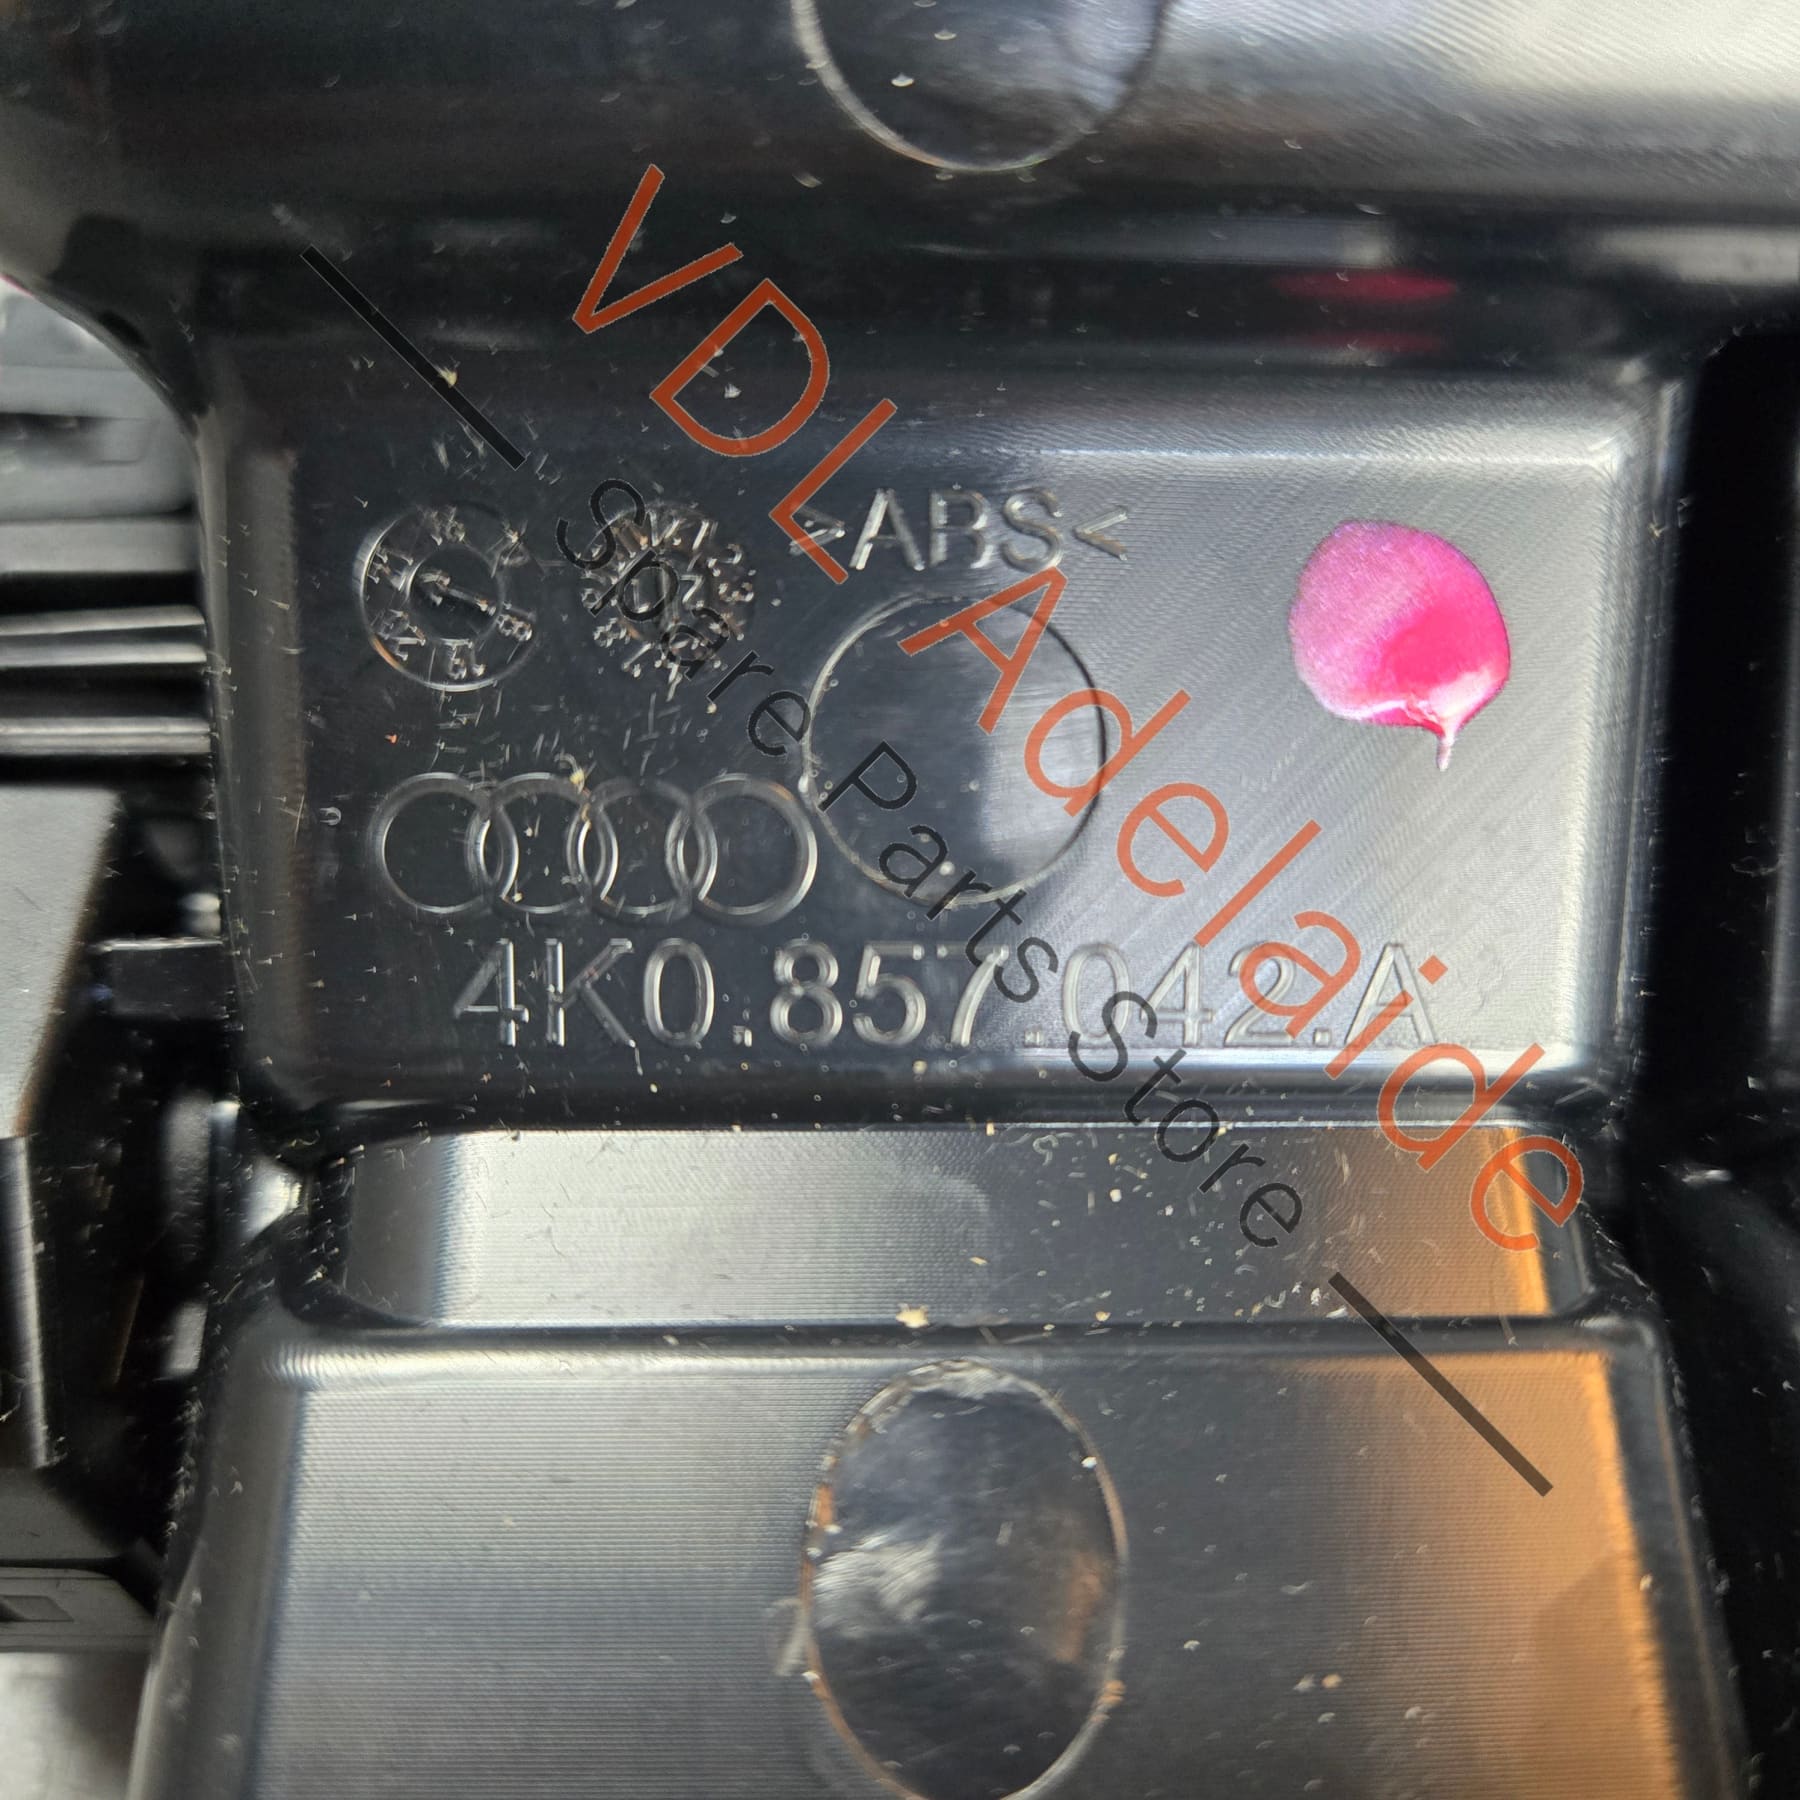 VDL Adelaide
Spare Parts Store
>ABS<
4K0.857.042.A